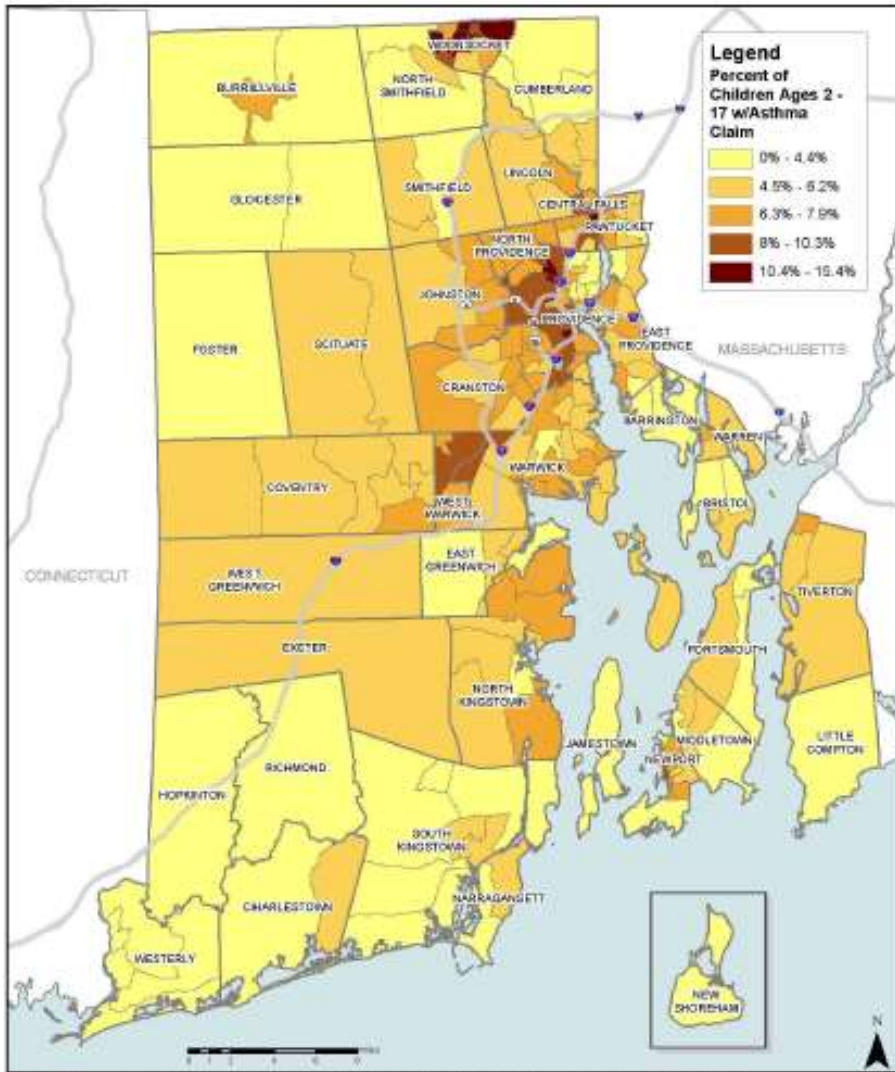 WOONSOCKET
BURRILLVILLE
NORTH
SMITHFIELD
CUMBERLAND
Legend
Percent of
Children Ages 2 -
17 w/Asthma
Claim
0% - 4.4%
4.5% - 6.2%
6.3% - 7.9%
8% - 10.3%
10.4% - 15.4%
GLOCESTER
SMITHFIELD
LINCOLN
CENTRAL FALLS
PAWTUCKET
NORTH
PROVIDENCE
JOHNSTON
PROVIDENCE
EAST
PROVIDENCE
FOSTER
SCITUATE
MASSACHUSETTS
CRANSTON
BARRINGTON
WARREN
COVENTRY
WARWICK
WEST
WARWICK
BRISTOL
CONNECTICUT
WEST
GREENWICH
EAST
GREENWICH
TIVERTON
EXETER
PORTSMOUTH
NORTH
KINGSTOWN
JAMESTOWN
MIDDLETOWN
LITTLE
COMPTON
NEWPORT
HOPKINTON
RICHMOND
SOUTH
KINGSTOWN
NARRAGANSETT
CHARLESTOWN
WESTERLY
NEW
SHOREHAM
N